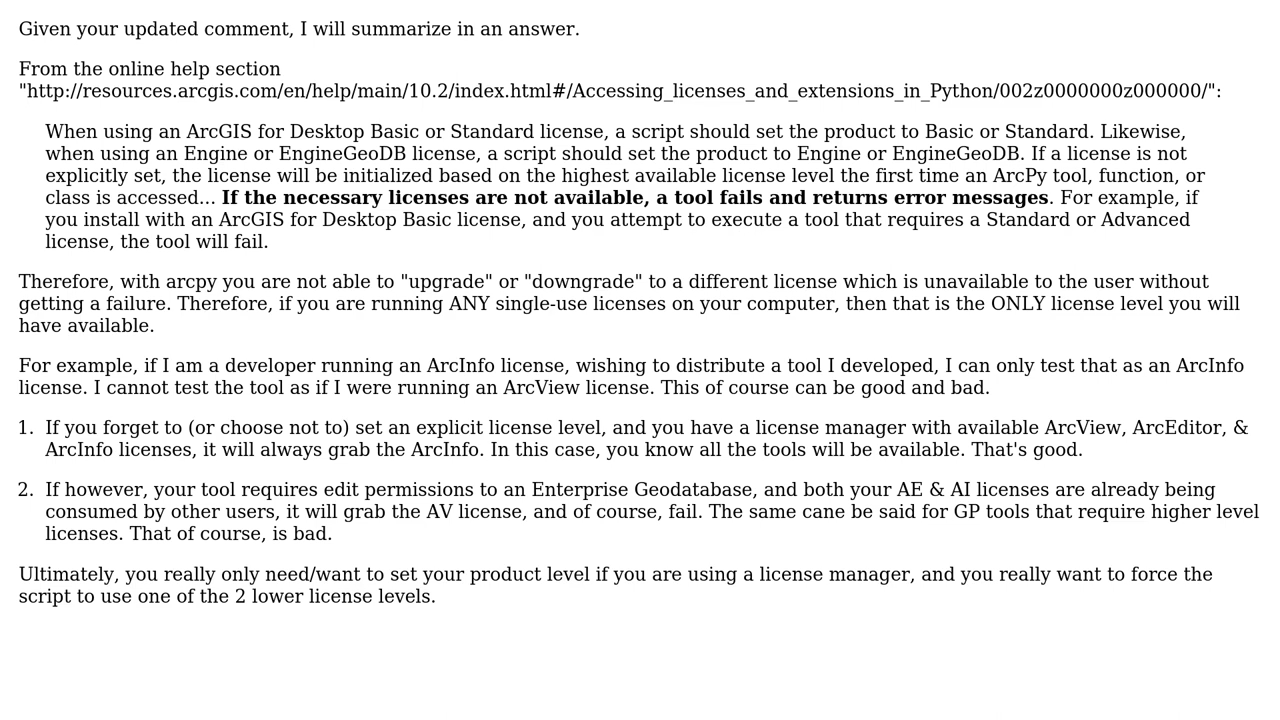 Given your updated comment, I will summarize in an answer.
From the online help section
"http://resources.arcgis.com/en/help/main/10.2/index.html#/Accessing_licenses_and_extensions_in_Python/002z0000000z000000/":
When using an ArcGIS for Desktop Basic or Standard license, a script should set the product to Basic or Standard. Likewise,
when using an Engine or EngineGeoDB license, a script should set the product to Engine or EngineGeoDB. If a license is not
explicitly set, the license will be initialized based on the highest available license level the first time an ArcPy tool, function, or
class is accessed... If the necessary licenses are not available, a tool fails and returns error messages. For example, if
you install with an ArcGIS for Desktop Basic license, and you attempt to execute a tool that requires a Standard or Advanced
license, the tool will fail.
Therefore, with arcpy you are not able to "upgrade" or "downgrade" to a different license which is unavailable to the user without
getting a failure. Therefore, if you are running ANY single-use licenses on your computer, then that is the ONLY license level you will
have available.
For example, if I am a developer running an ArcInfo license, wishing to distribute a tool I developed, I can only test that as an ArcInfo
license. I cannot test the tool as if I were running an ArcView license. This of course can be good and bad.
1. If you forget to (or choose not to) set an explicit license level, and you have a license manager with available ArcView, ArcEditor, &
ArcInfo licenses, it will always grab the ArcInfo. In this case, you know all the tools will be available. That's good.
2. If however, your tool requires edit permissions to an Enterprise Geodatabase, and both your AE & AI licenses are already being
consumed by other users, it will grab the AV license, and of course, fail. The same cane be said for GP tools that require higher level
licenses. That of course, is bad.
Ultimately, you really only need/want to set your product level if you are using a license manager, and you really want to force the
script to use one of the 2 lower license levels.